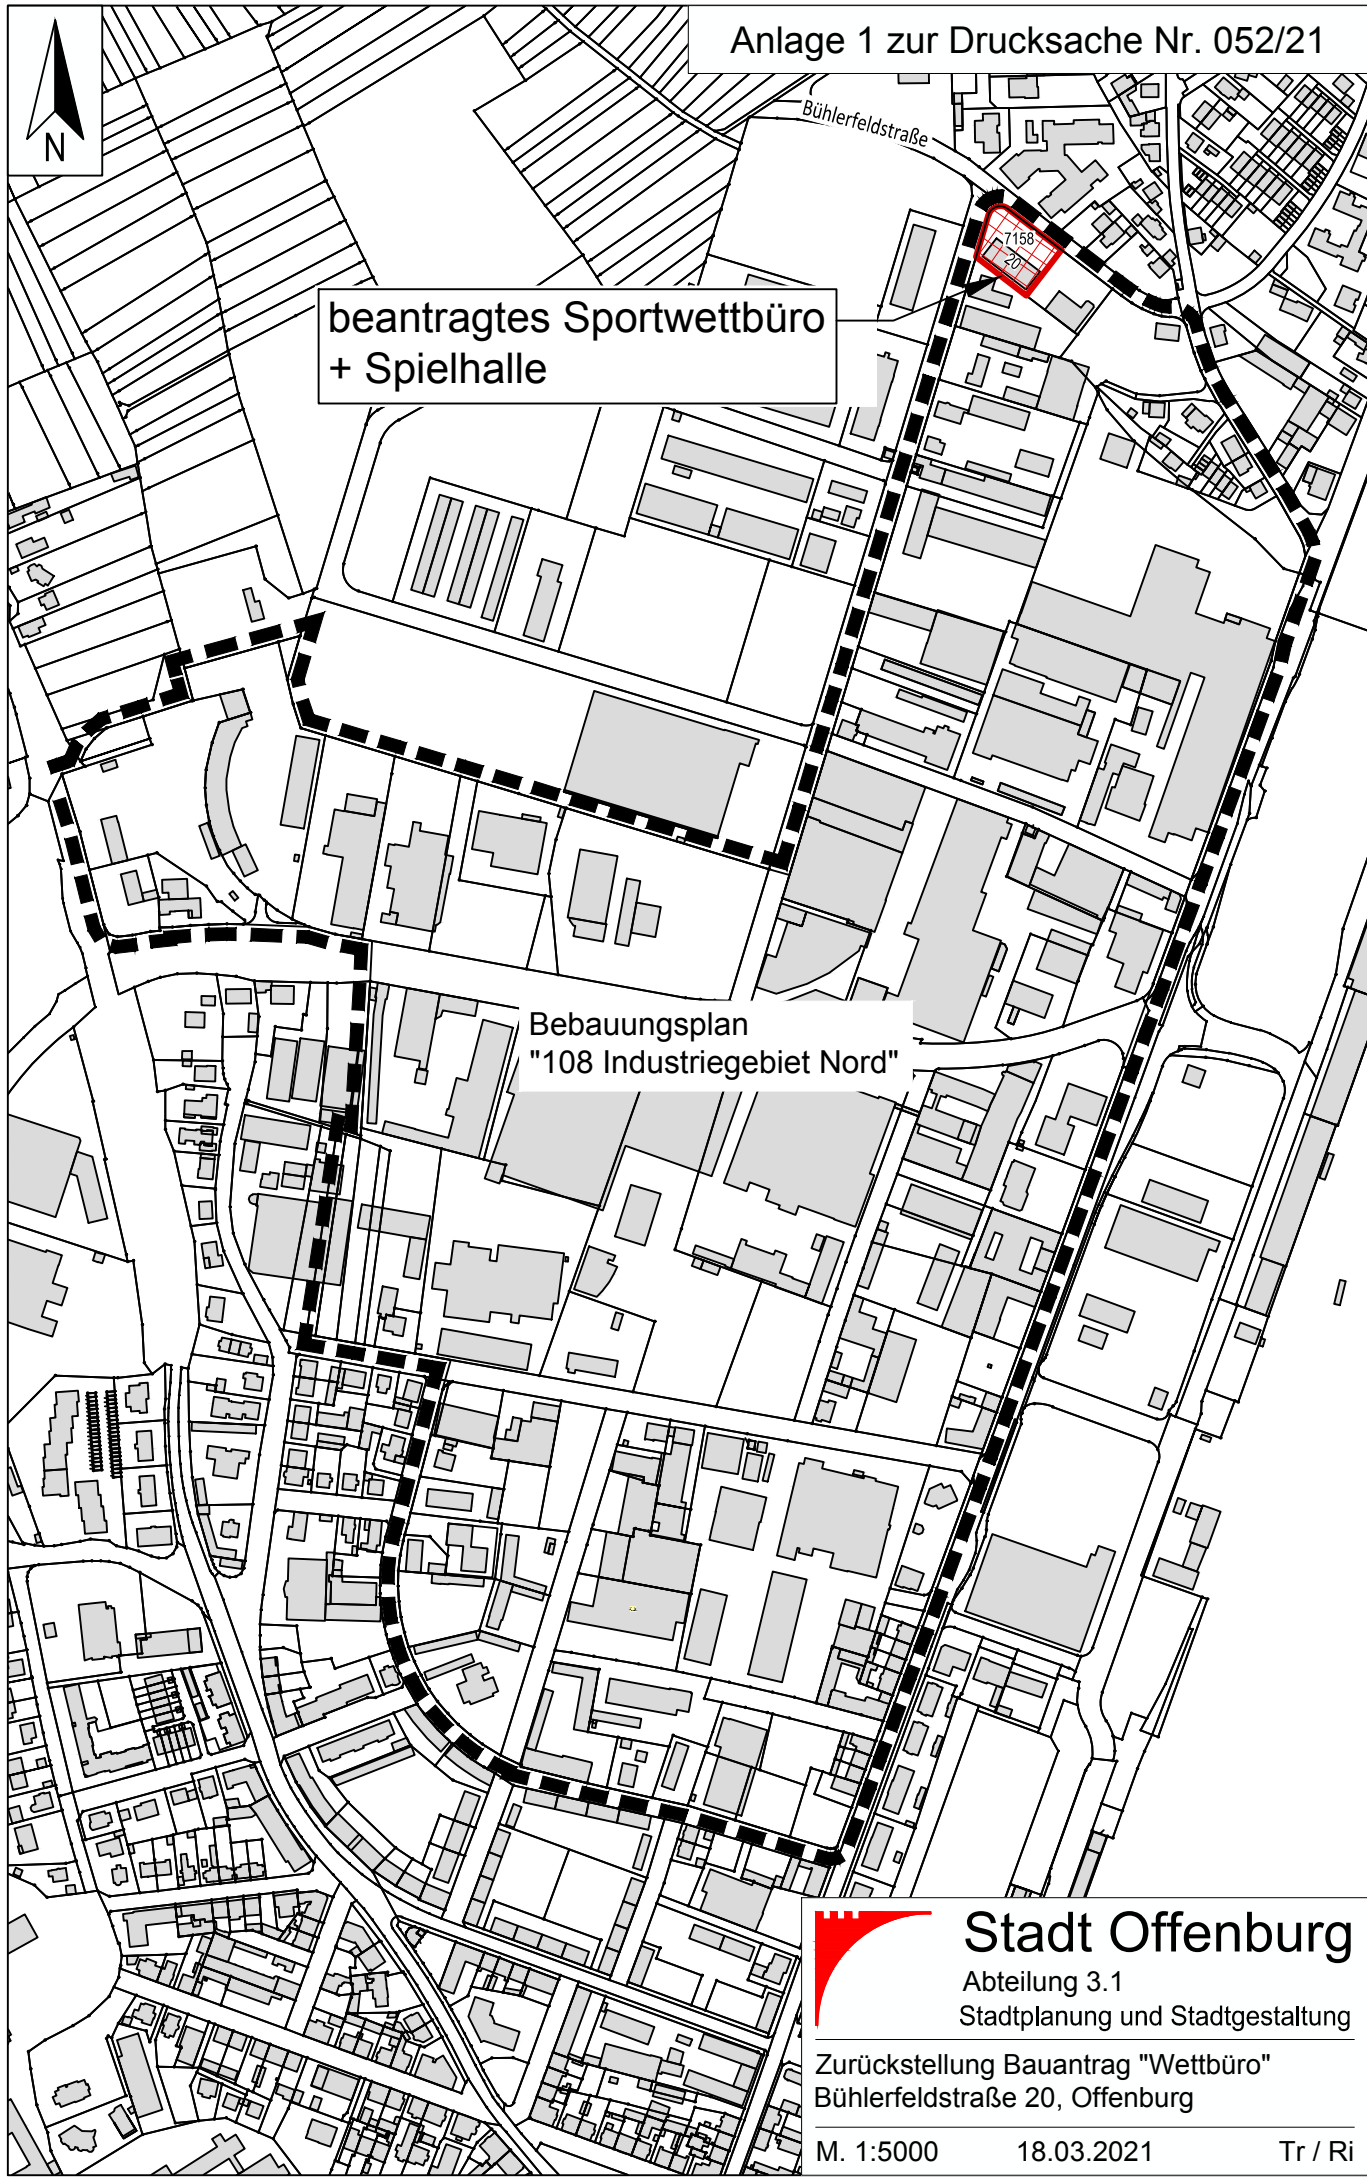 Anlage 1 zur Drucksache Nr. 052/21
N
Bühlerfeldstraße
7158
20
beantragtes Sportwettbüro
+ Spielhalle
Bebauungsplan
"108 Industriegebiet Nord"
Stadt Offenburg
Abteilung 3.1
Stadtplanung und Stadtgestaltung
Zurückstellung Bauantrag "Wettbüro"
Bühlerfeldstraße 20, Offenburg
M. 1:5000 18.03.2021 Tr / Ri